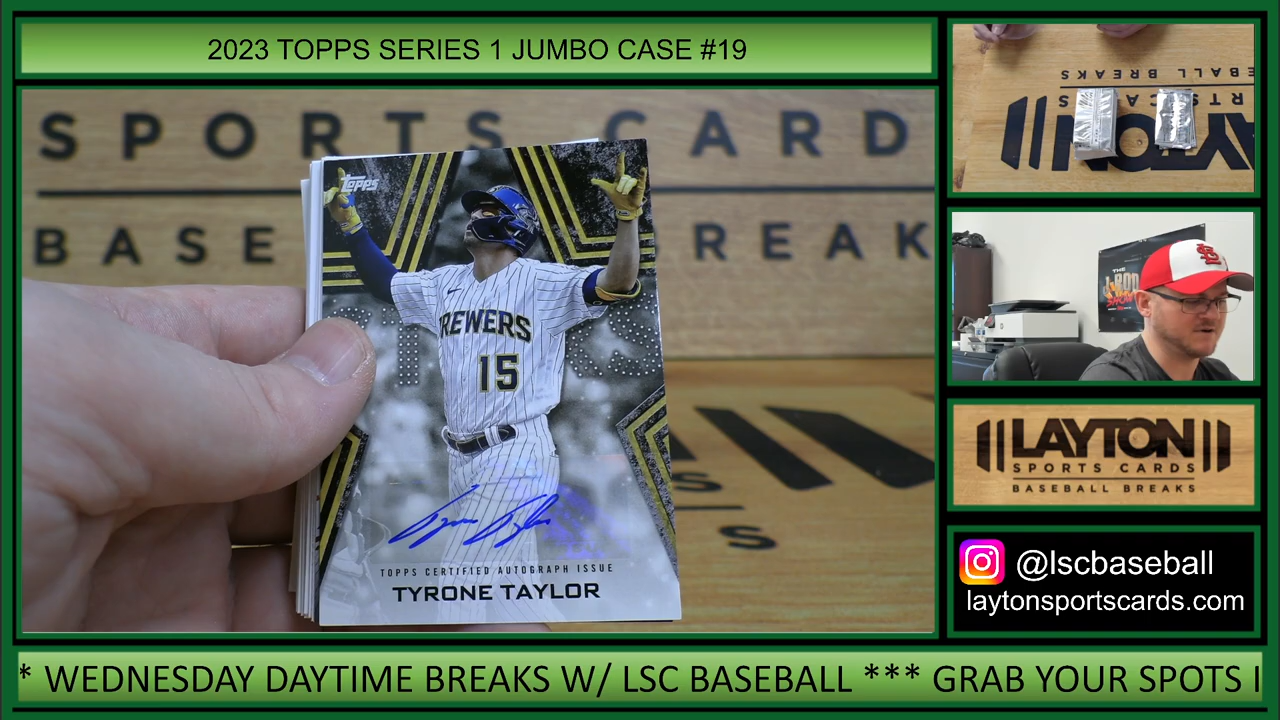 2023 TOPPS SERIES 1 JUMBO CASE #19
SPORTS CARD
BASE
BREAK
topps
BREWERS
15
TOPPS CERTIFIED AUTOGRAPH ISSUE
TYRONE TAYLOR
S
S
THE
LAYTON
SPORTS CARDS
BASEBALL BREAKS
@lscbaseball
laytonsportscards.com
* WEDNESDAY DAYTIME BREAKS W/ LSC BASEBALL *** GRAB YOUR SPOTS I